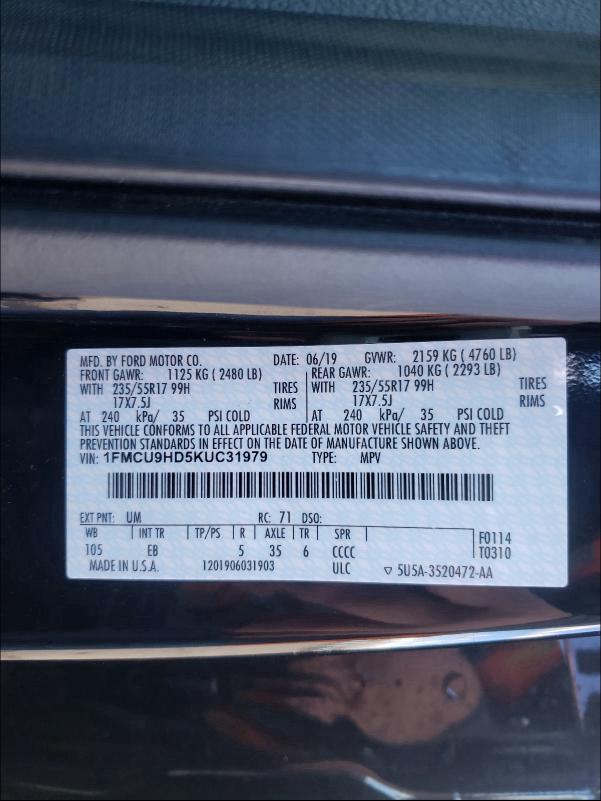 MFD. BY FORD MOTOR CO. DATE: 06/19 GVWR: 2159 KG ( 4760 LB)
FRONT GAWR: 1125 KG ( 2480 LB) REAR GAWR: 1040 KG ( 2293 LB)
WITH 235/55R17 99H TIRES WITH 235/55R17 99H TIRES
17X7.5J RIMS 17X7.5J RIMS
AT 240 kPa/ 35 PSI COLD AT 240 kPa/ 35 PSI COLD
THIS VEHICLE CONFORMS TO ALL APPLICABLE FEDERAL MOTOR VEHICLE SAFETY AND THEFT
PREVENTION STANDARDS IN EFFECT ON THE DATE OF MANUFACTURE SHOWN ABOVE.
VIN: 1FMCU9HD5KUC31979 TYPE: MPV
EXT PNT: UM RC: 71 DSO:
WB INT TR TP/PS R AXLE TR SPR F0114
105 EB 5 35 6 CCCC T0310
MADE IN U.S.A. 1201906031903 ULC ▽ 5U5A-3520472-AA